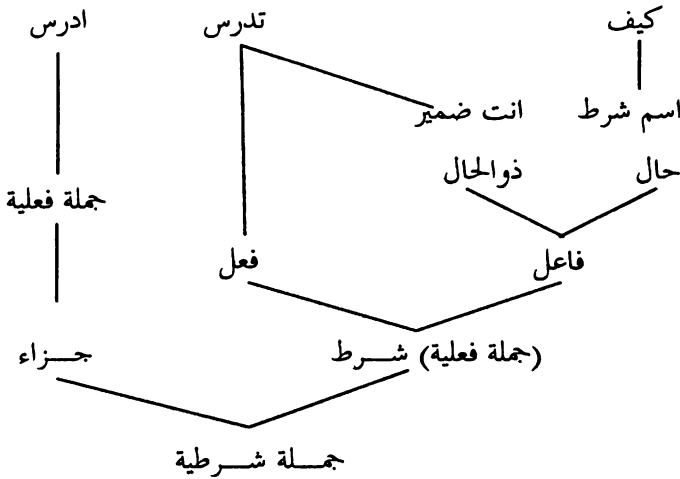 كيف تدرس ادرس
اسم شرط انت ضمير
حال ذوالحال
جملة فعلية
فاعل فعل
(جملة فعلية) شرط جزاء
جملة شرطية